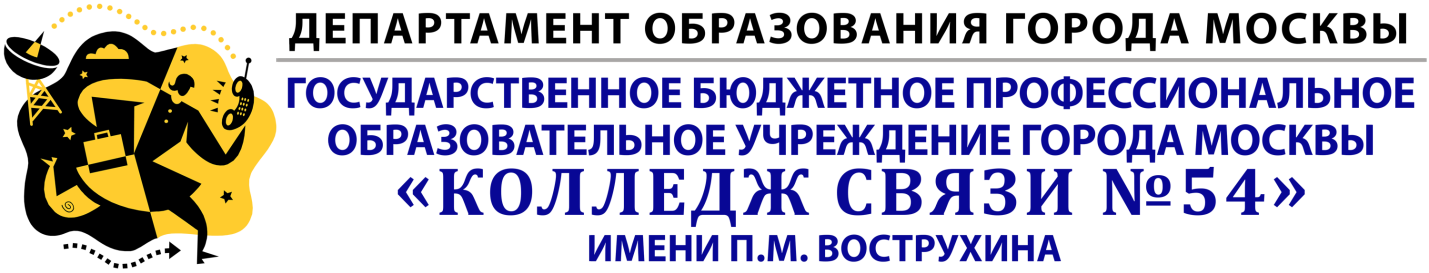 ДЕПАРТАМЕНТ ОБРАЗОВАНИЯ ГОРОДА МОСКВЫ
ГОСУДАРСТВЕННОЕ БЮДЖЕТНОЕ ПРОФЕССИОНАЛЬНОЕ
ОБРАЗОВАТЕЛЬНОЕ УЧРЕЖДЕНИЕ ГОРОДА МОСКВЫ
«КОЛЛЕДЖ СВЯЗИ №54»
ИМЕНИ П.М. ВОСТРУХИНА